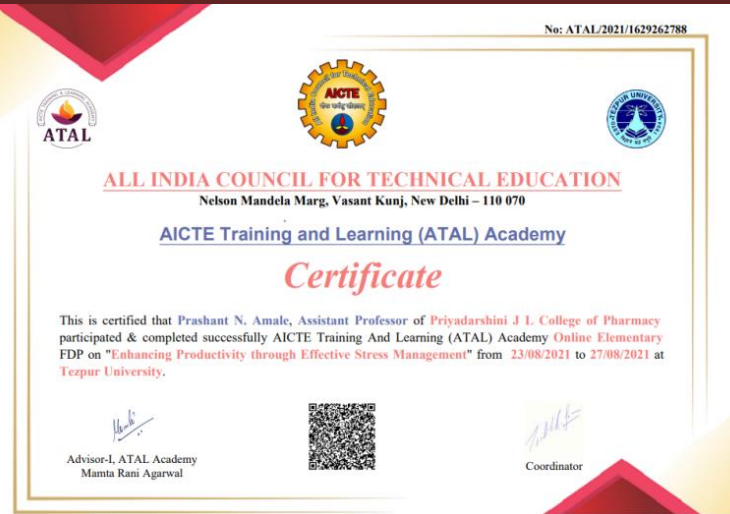 No: ATAL/2021/1629262788
AICTE
ATAL
TEZPUR UNIVERSITY
ALL INDIA COUNCIL FOR TECHNICAL EDUCATION
Nelson Mandela Marg, Vasant Kunj, New Delhi – 110 070
AICTE Training and Learning (ATAL) Academy
Certificate
This is certified that Prashant N. Amale, Assistant Professor of Priyadarshini J L College of Pharmacy
participated & completed successfully AICTE Training And Learning (ATAL) Academy Online Elementary
FDP on "Enhancing Productivity through Effective Stress Management" from 23/08/2021 to 27/08/2021 at
Tezpur University.
Advisor-I, ATAL Academy
Mamta Rani Agarwal
Coordinator